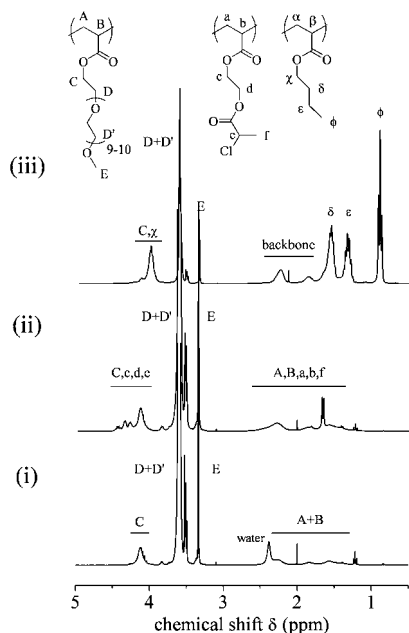 A
B
a
b
α
β
O
O
C
D
O
D'
O
9-10
E
O
O
c
d
O
O
e
f
Cl
O
O
χ
δ
ε
ϕ
(iii)
D+D'
C,χ
E
backbone
δ
ε
ϕ
(ii)
D+D'
E
C,c,d,e
A,B,a,b,f
(i)
D+D'
E
C
water
A+B
5 4 3 2 1
chemical shift δ (ppm)